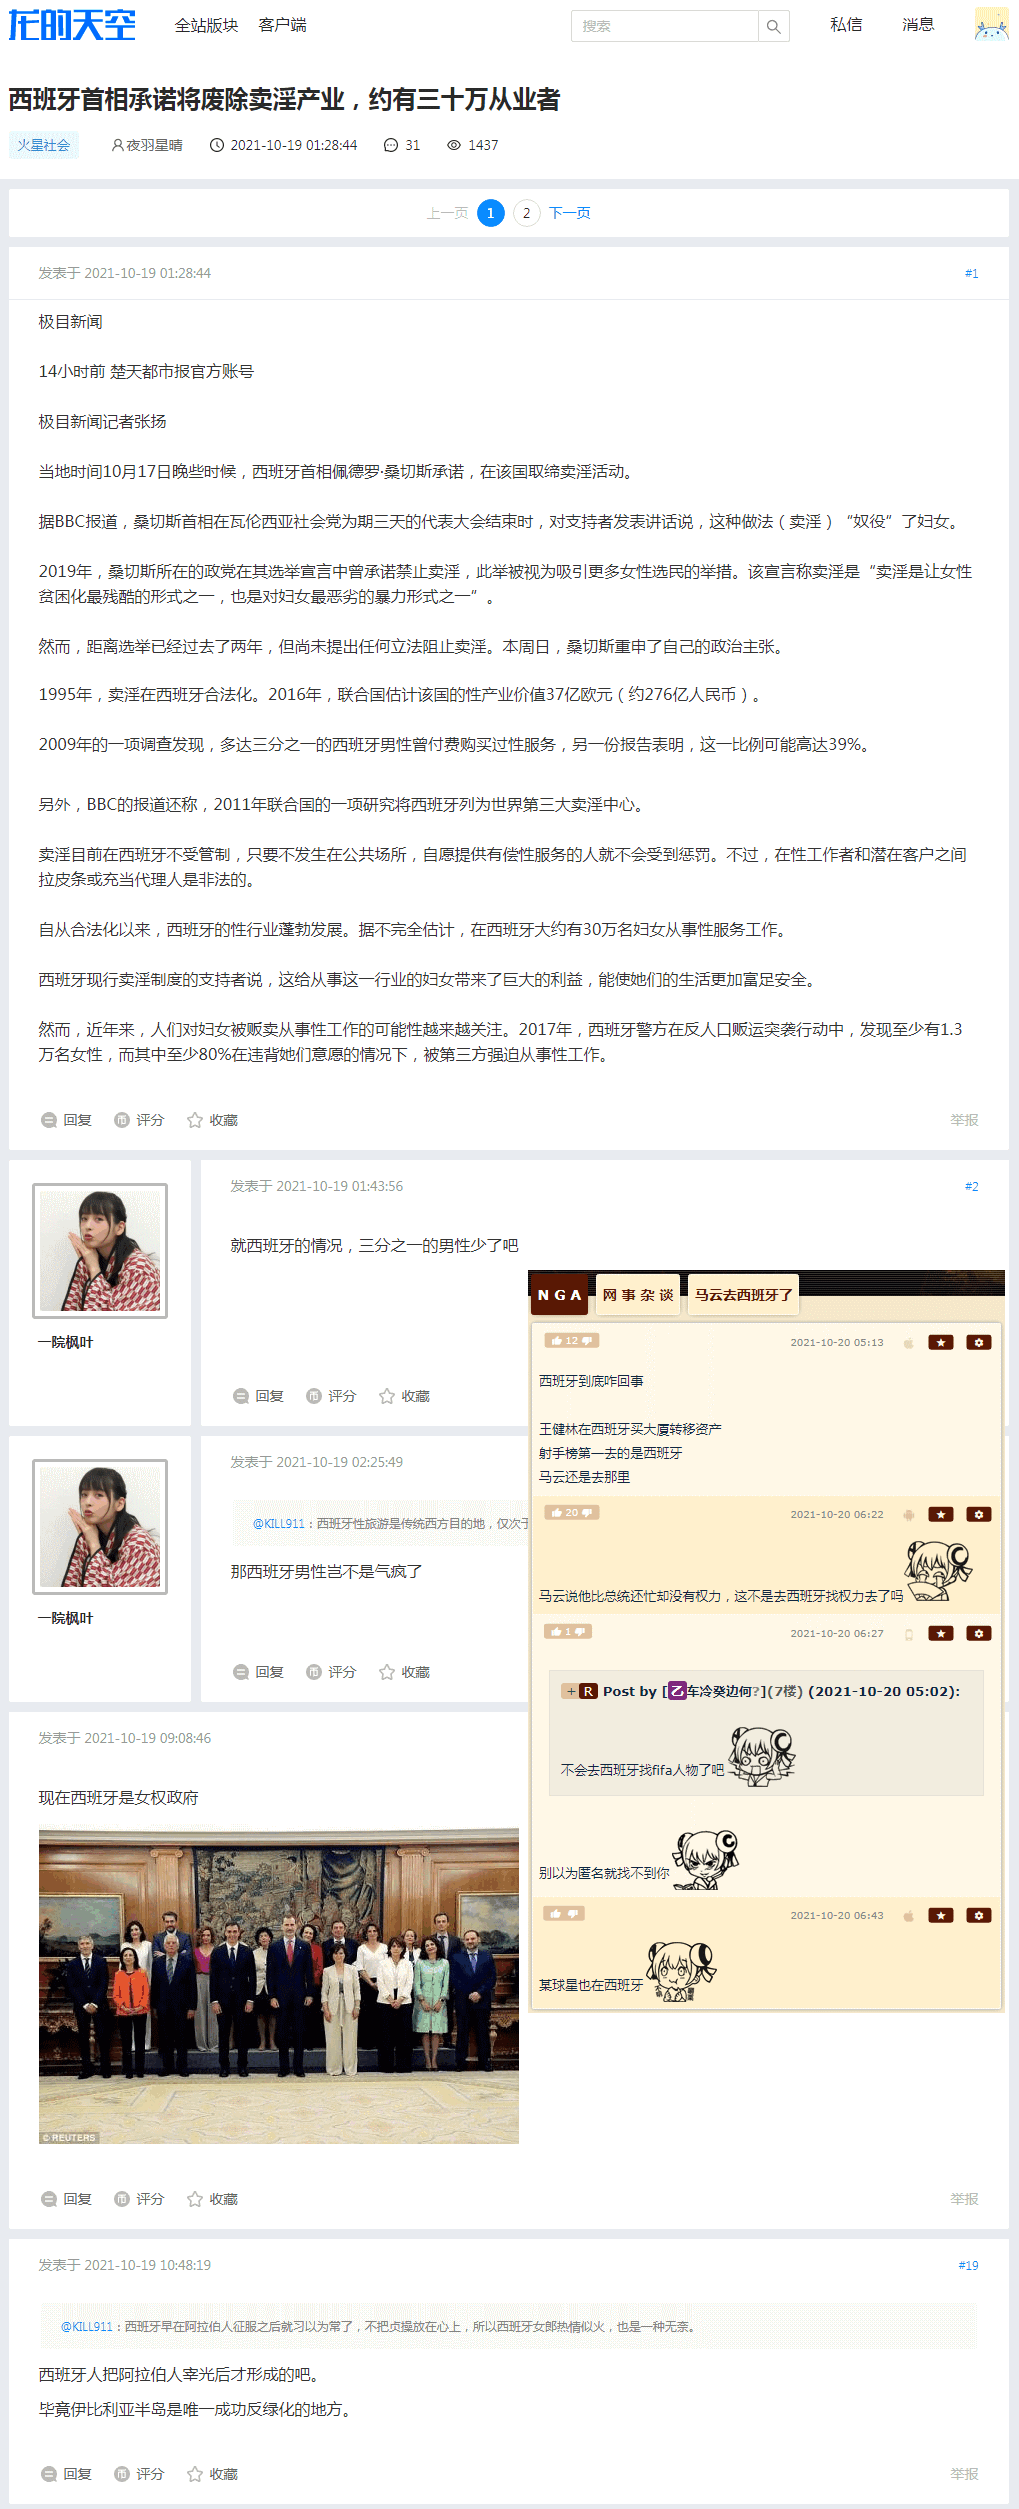 龙的天空
全站版块 客户端
搜索
私信 消息
西班牙首相承诺将废除卖淫产业，约有三十万从业者
火星社会 夜羽星晴 2021-10-19 01:28:44 31 1437
上一页 1 2 下一页
发表于 2021-10-19 01:28:44 #1
极目新闻
14小时前 楚天都市报官方账号
极目新闻记者张扬
当地时间10月17日晚些时候，西班牙首相佩德罗·桑切斯承诺，在该国取缔卖淫活动。
据BBC报道，桑切斯首相在瓦伦西亚社会党为期三天的代表大会结束时，对支持者发表讲话说，这种做法（卖淫）“奴役”了妇女。
2019年，桑切斯所在的政党在其选举宣言中曾承诺禁止卖淫，此举被视为吸引更多女性选民的举措。该宣言称卖淫是“卖淫是让女性
贫困化最残酷的形式之一，也是对妇女最恶劣的暴力形式之一”。
然而，距离选举已经过去了两年，但尚未提出任何立法阻止卖淫。本周日，桑切斯重申了自己的政治主张。
1995年，卖淫在西班牙合法化。2016年，联合国估计该国的性产业价值37亿欧元（约276亿人民币）。
2009年的一项调查发现，多达三分之一的西班牙男性曾付费购买过性服务，另一份报告表明，这一比例可能高达39%。
另外，BBC的报道还称，2011年联合国的一项研究将西班牙列为世界第三大卖淫中心。
卖淫目前在西班牙不受管制，只要不发生在公共场所，自愿提供有偿性服务的人就不会受到惩罚。不过，在性工作者和潜在客户之间
拉皮条或充当代理人是非法的。
自从合法化以来，西班牙的性行业蓬勃发展。据不完全估计，在西班牙大约有30万名妇女从事性服务工作。
西班牙现行卖淫制度的支持者说，这给从事这一行业的妇女带来了巨大的利益，能使她们的生活更加富足安全。
然而，近年来，人们对妇女被贩卖从事性工作的可能性越来越关注。2017年，西班牙警方在反人口贩运突袭行动中，发现至少有1.3
万名女性，而其中至少80%在违背她们意愿的情况下，被第三方强迫从事性工作。
回复 评分 收藏 举报
一院枫叶
发表于 2021-10-19 01:43:56 #2
就西班牙的情况，三分之一的男性少了吧
回复 评分 收藏
一院枫叶
发表于 2021-10-19 02:25:49
@KILL911：西班牙性旅游是传统西方目的地，仅次于
那西班牙男性岂不是气疯了
回复 评分 收藏
NGA 网事杂谈 马云去西班牙了
12 2021-10-20 05:13
西班牙到底咋回事
王健林在西班牙买大厦转移资产
射手榜第一去的是西班牙
马云还是去那里
20 2021-10-20 06:22
马云说他比总统还忙却没有权力，这不是去西班牙找权力去了吗
1 2021-10-20 06:27
+ R Post by [乙车冷癸边何?](7楼) (2021-10-20 05:02):
不会去西班牙找fifa人物了吧
别以为匿名就找不到你
2021-10-20 06:43
某球星也在西班牙
发表于 2021-10-19 09:08:46
现在西班牙是女权政府
© REUTERS
回复 评分 收藏 举报
发表于 2021-10-19 10:48:19 #19
@KILL911：西班牙早在阿拉伯人征服之后就习以为常了，不把贞操放在心上，所以西班牙女郎热情似火，也是一种无奈。
西班牙人把阿拉伯人宰光后才形成的吧。
毕竟伊比利亚半岛是唯一成功反绿化的地方。
回复 评分 收藏 举报